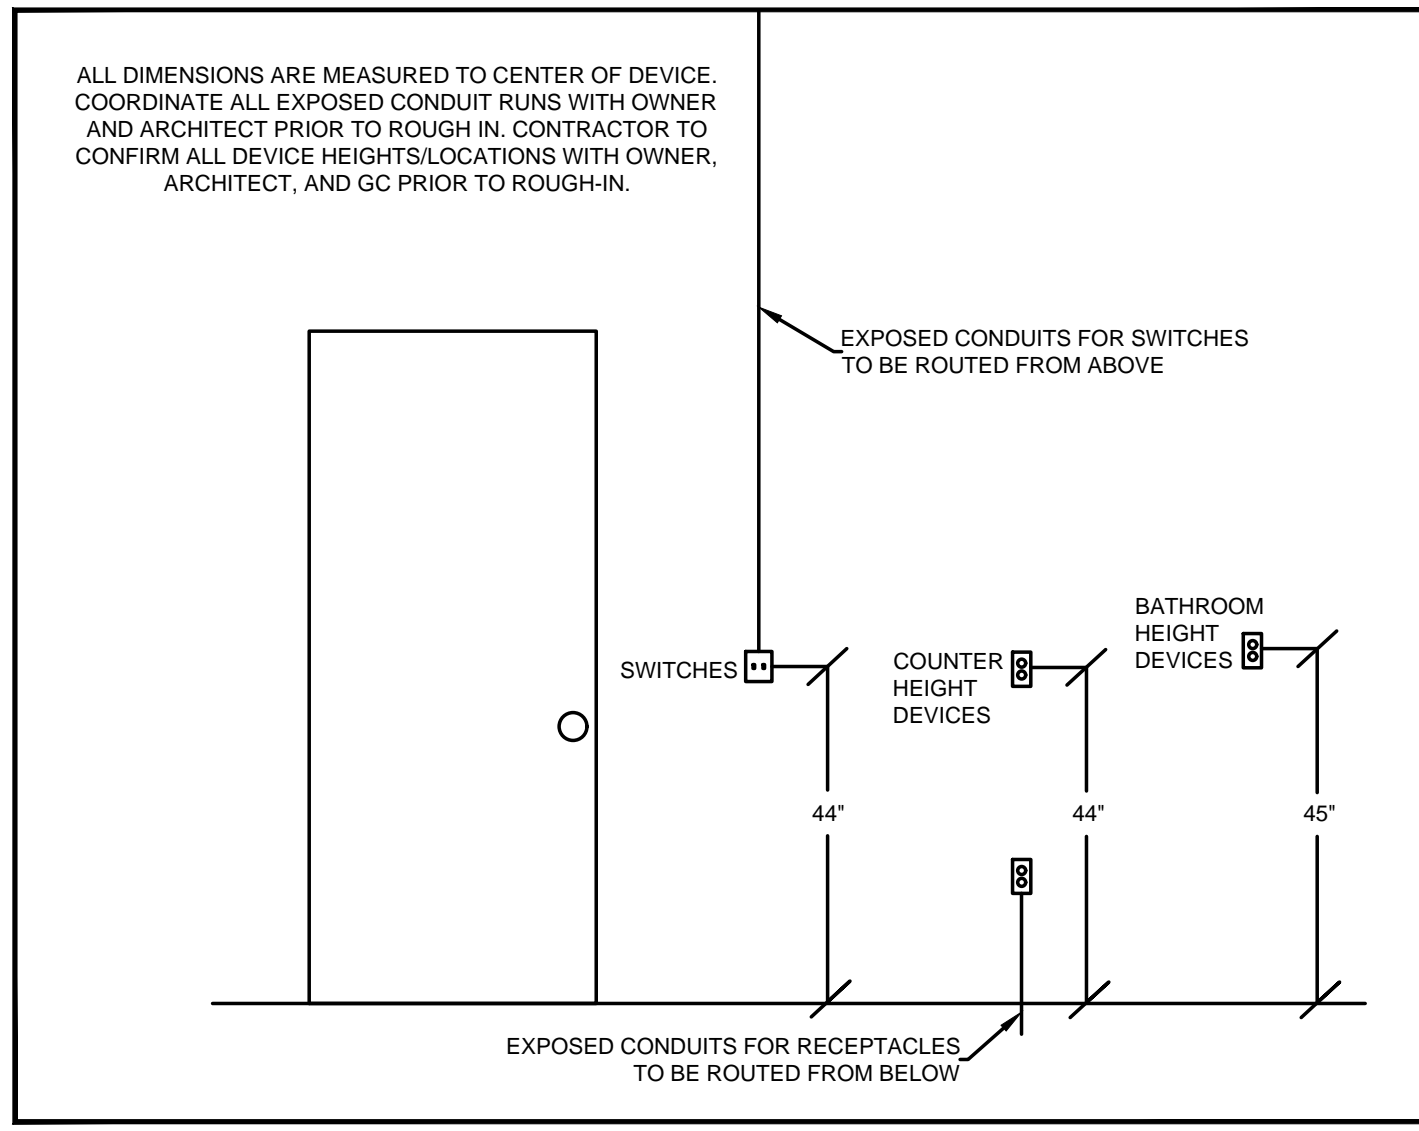 ALL DIMENSIONS ARE MEASURED TO CENTER OF DEVICE.
COORDINATE ALL EXPOSED CONDUIT RUNS WITH OWNER
AND ARCHITECT PRIOR TO ROUGH IN. CONTRACTOR TO
CONFIRM ALL DEVICE HEIGHTS/LOCATIONS WITH OWNER,
ARCHITECT, AND GC PRIOR TO ROUGH-IN.
EXPOSED CONDUITS FOR SWITCHES
TO BE ROUTED FROM ABOVE
SWITCHES
COUNTER
HEIGHT
DEVICES
BATHROOM
HEIGHT
DEVICES
44"
44"
45"
EXPOSED CONDUITS FOR RECEPTACLES
TO BE ROUTED FROM BELOW